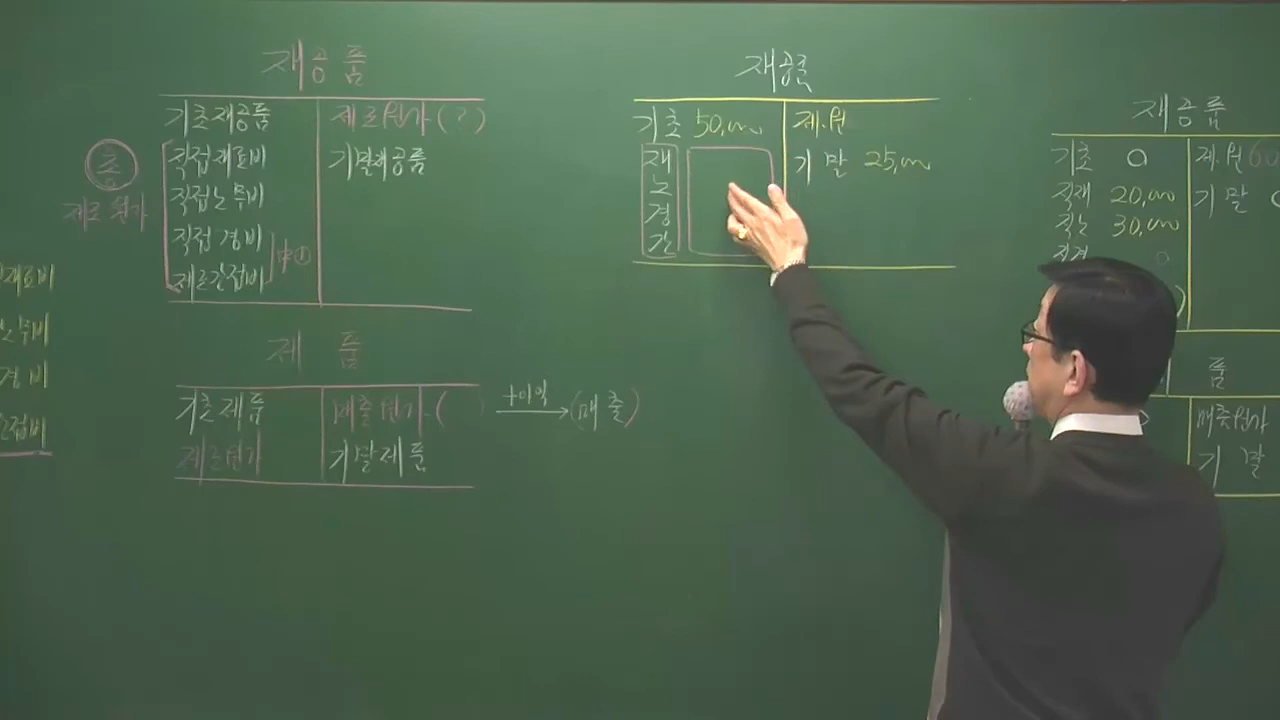 재공품
기초재공품 제조원가(?)
직접재료비 기말재공품
직접노무비
직접경비
제조간접비
총
제조원가
제 품
기초제품 매출원가(
제조원가 기말제품
+이익
(매출)
재료비
노무비
경비
간접비
재공품
기초 50,000 제.원
재 기말 25,000
노
경
간
재공품
기초 0 제.원 60
직재 20,000 기말
직노 30,000
직경 0
품
매출원가
기말